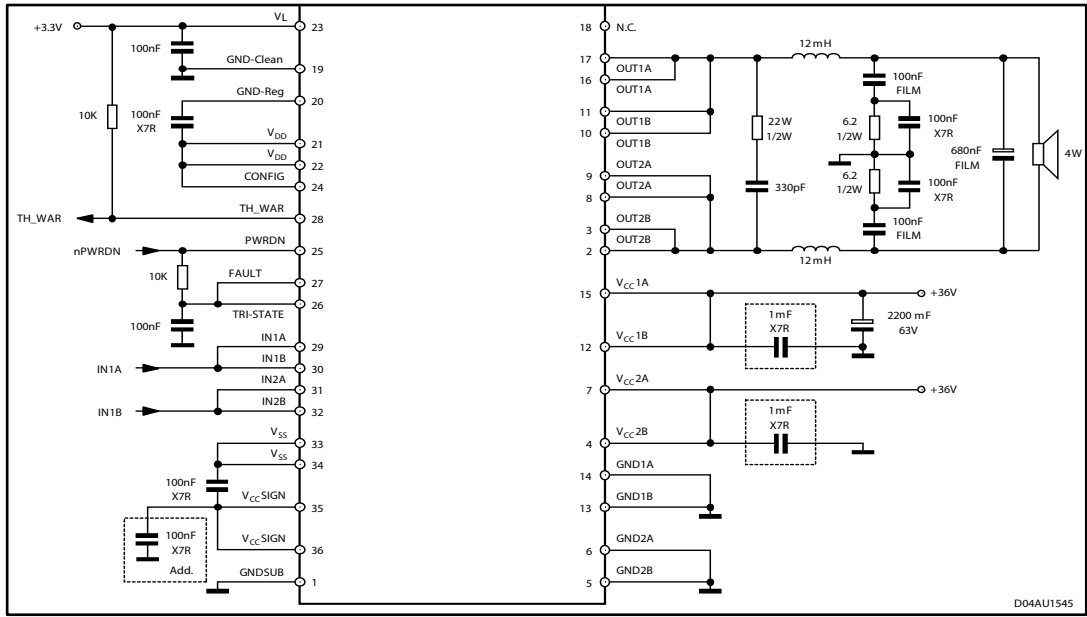 +3.3V
VL
23
100nF
GND-Clean
19
GND-Reg
20
10K
100nF
X7R
VDD
21
VDD
22
CONFIG
24
TH_WAR
TH_WAR
28
nPWRDN
PWRDN
25
10K
FAULT
27
26
TRI-STATE
100nF
IN1A
29
IN1A
IN1B
30
IN2A
31
IN1B
IN2B
32
VSS
33
VSS
34
100nF
X7R
VCCSIGN
35
100nF
X7R
Add.
VCCSIGN
36
GNDSUB
1
18
N.C.
17
OUT1A
16
OUT1A
11
OUT1B
10
OUT1B
OUT2A
9
OUT2A
8
OUT2B
3
OUT2B
2
12mH
22W
1/2W
330pF
100nF
FILM
6.2
1/2W
100nF
X7R
6.2
1/2W
100nF
X7R
100nF
FILM
680nF
FILM
4W
12mH
15
VCC1A
+36V
1mF
X7R
2200 mF
63V
12
VCC1B
7
VCC2A
+36V
1mF
X7R
4
VCC2B
14
GND1A
13
GND1B
6
GND2A
5
GND2B
D04AU1545